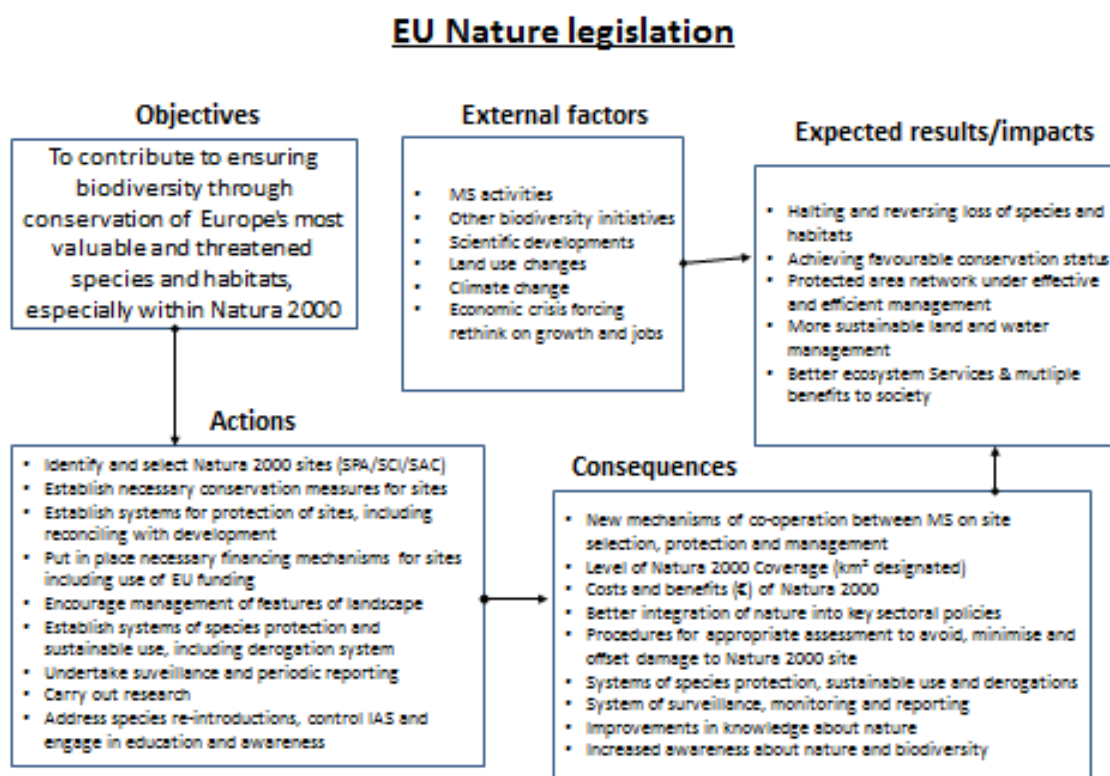 EU Nature legislation
Objectives
To contribute to ensuring
biodiversity through
conservation of Europe's most
valuable and threatened
species and habitats,
especially within Natura 2000
External factors
• MS activities
• Other biodiversity initiatives
• Scientific developments
• Land use changes
• Climate change
• Economic crisis forcing
rethink on growth and jobs
Expected results/impacts
• Halting and reversing loss of species and
habitats
• Achieving favourable conservation status
• Protected area network under effective
and efficient management
• More sustainable land and water
management
• Better ecosystem Services & mutliple
benefits to society
Actions
• Identify and select Natura 2000 sites (SPA/SCI/SAC)
• Establish necessary conservation measures for sites
• Establish systems for protection of sites, including
reconciling with development
• Put in place necessary financing mechanisms for sites
including use of EU funding
• Encourage management of features of landscape
• Establish systems of species protection and
sustainable use, including derogation system
• Undertake suveillance and periodic reporting
• Carry out research
• Address species re-introductions, control IAS and
engage in education and awareness
Consequences
• New mechanisms of co-operation between MS on site
selection, protection and management
• Level of Natura 2000 Coverage (km² designated)
• Costs and benefits (€) of Natura 2000
• Better integration of nature into key sectoral policies
• Procedures for appropriate assessment to avoid, minimise and
offset damage to Natura 2000 site
• Systems of species protection, sustainable use and derogations
• System of surveillance, monitoring and reporting
• Improvements in knowledge about nature
• Increased awareness about nature and biodiversity